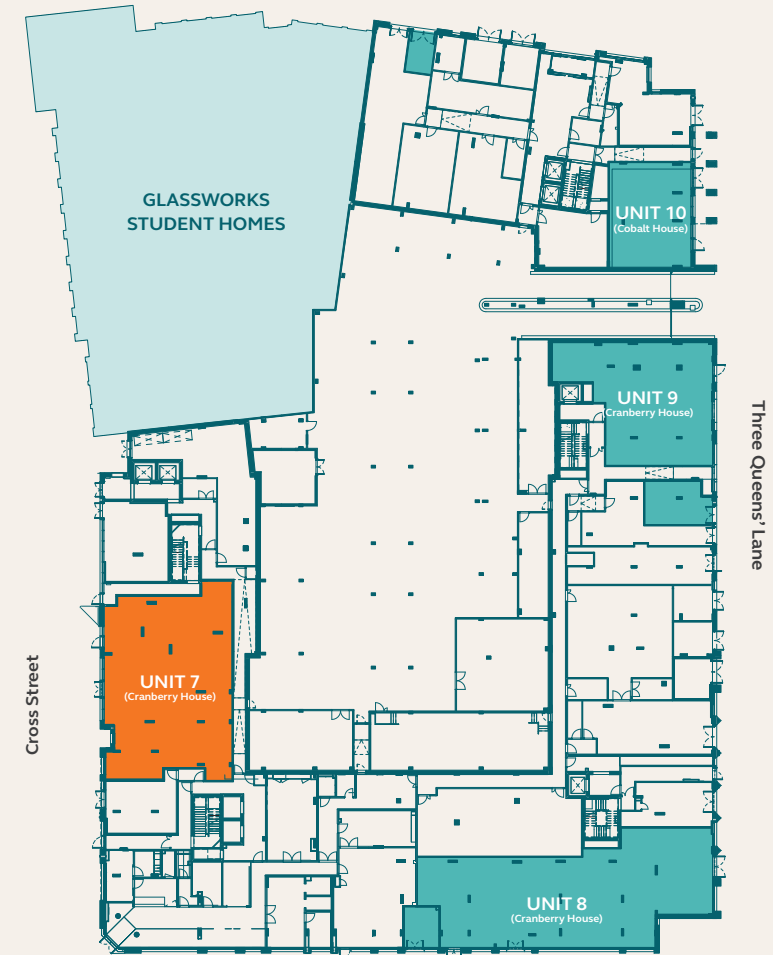 GLASSWORKS
STUDENT HOMES
UNIT 10
(Cobalt House)
UNIT 9
(Cranberry House)
Three Queens' Lane
UNIT 7
(Cranberry House)
Cross Street
UNIT 8
(Cranberry House)